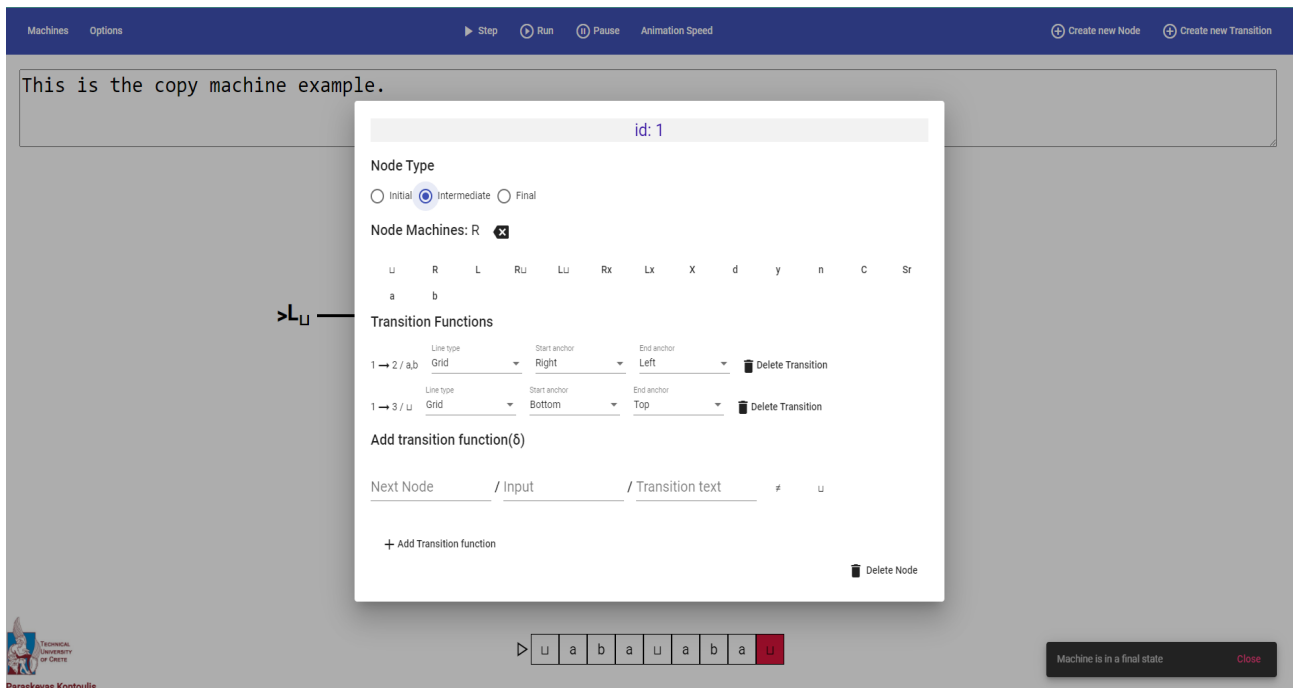 Machines Options Step Run Pause Animation Speed Create new Node Create new Transition
This is the copy machine example.
id: 1
Node Type
Initial Intermediate Final
Node Machines: R
⊔ R L R⊔ L⊔ Rx Lx X d y n C Sr
a b
>L⊔
Transition Functions
Line type Start anchor End anchor
1 → 2 / a,b Grid Right Left Delete Transition
Line type Start anchor End anchor
1 → 3 / ⊔ Grid Bottom Top Delete Transition
Add transition function(δ)
Next Node / Input / Transition text ≠ ⊔
+ Add Transition function
Delete Node
TECHNICAL
UNIVERSITY
OF CRETE
⊔ a b a ⊔ a b a ⊔
Machine is in a final state Close
Paraskevas Kontoulis